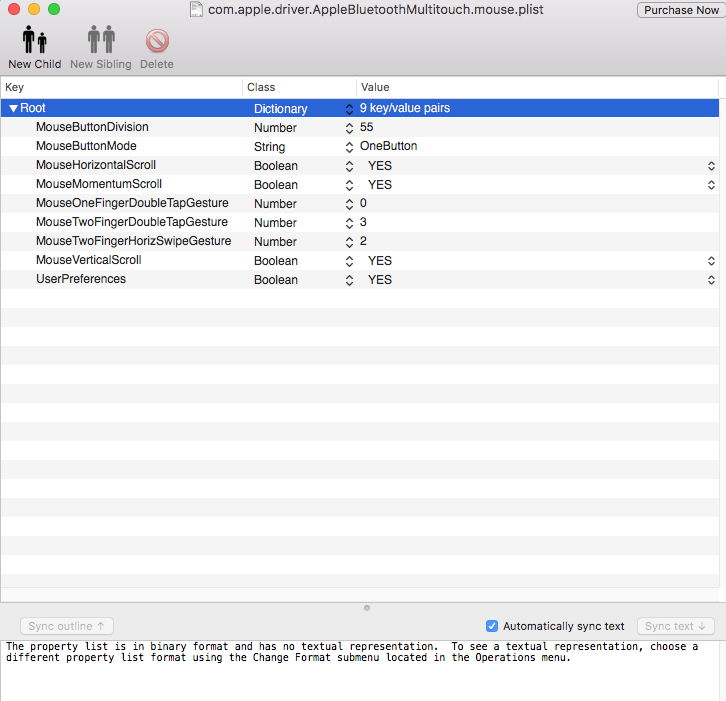 com.apple.driver.AppleBluetoothMultitouch.mouse.plist
Purchase Now
New Child New Sibling Delete
Key Class Value
Root Dictionary 9 key/value pairs
MouseButtonDivision Number 55
MouseButtonMode String OneButton
MouseHorizontalScroll Boolean YES
MouseMomentumScroll Boolean YES
MouseOneFingerDoubleTapGesture Number 0
MouseTwoFingerDoubleTapGesture Number 3
MouseTwoFingerHorizSwipeGesture Number 2
MouseVerticalScroll Boolean YES
UserPreferences Boolean YES
Sync outline ↑ Automatically sync text Sync text ↓
The property list is in binary format and has no textual representation.  To see a textual representation, choose a
different property list format using the Change Format submenu located in the Operations menu.